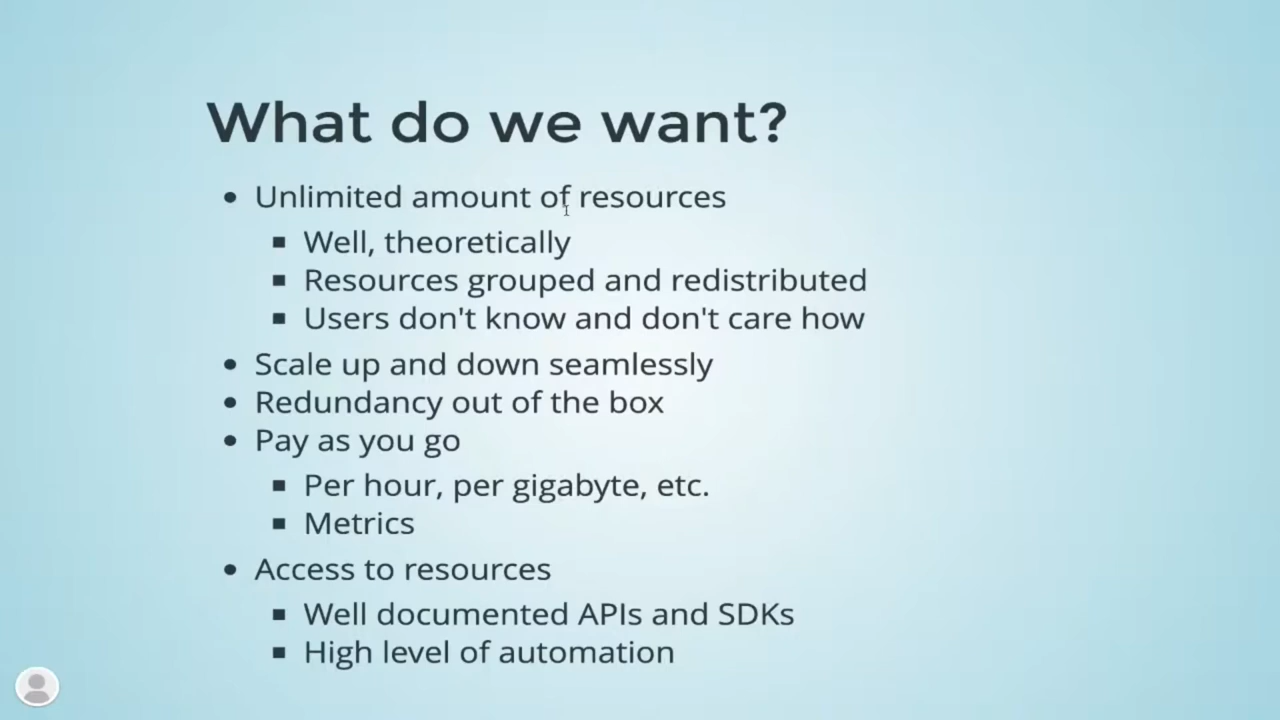 What do we want?
Unlimited amount of resources
Well, theoretically
Resources grouped and redistributed
Users don't know and don't care how
Scale up and down seamlessly
Redundancy out of the box
Pay as you go
Per hour, per gigabyte, etc.
Metrics
Access to resources
Well documented APIs and SDKs
High level of automation